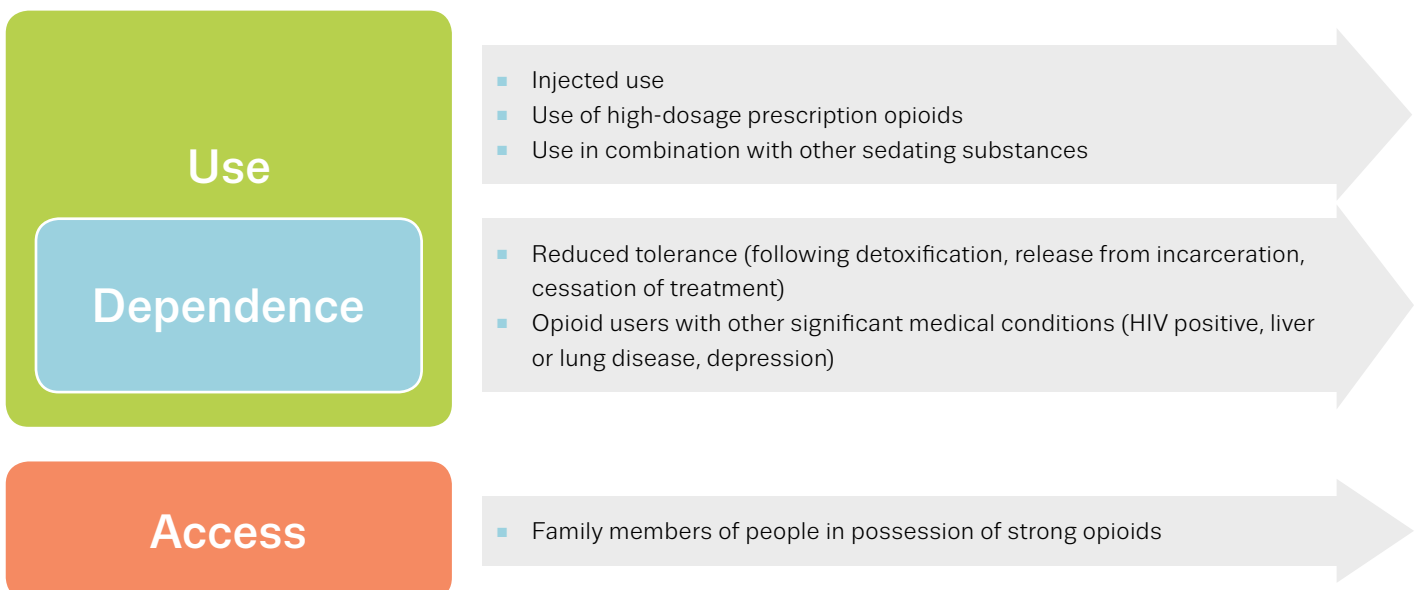 Use
Injected use
Use of high-dosage prescription opioids
Use in combination with other sedating substances
Dependence
Reduced tolerance (following detoxification, release from incarceration,
cessation of treatment)
Opioid users with other significant medical conditions (HIV positive, liver
or lung disease, depression)
Access
Family members of people in possession of strong opioids